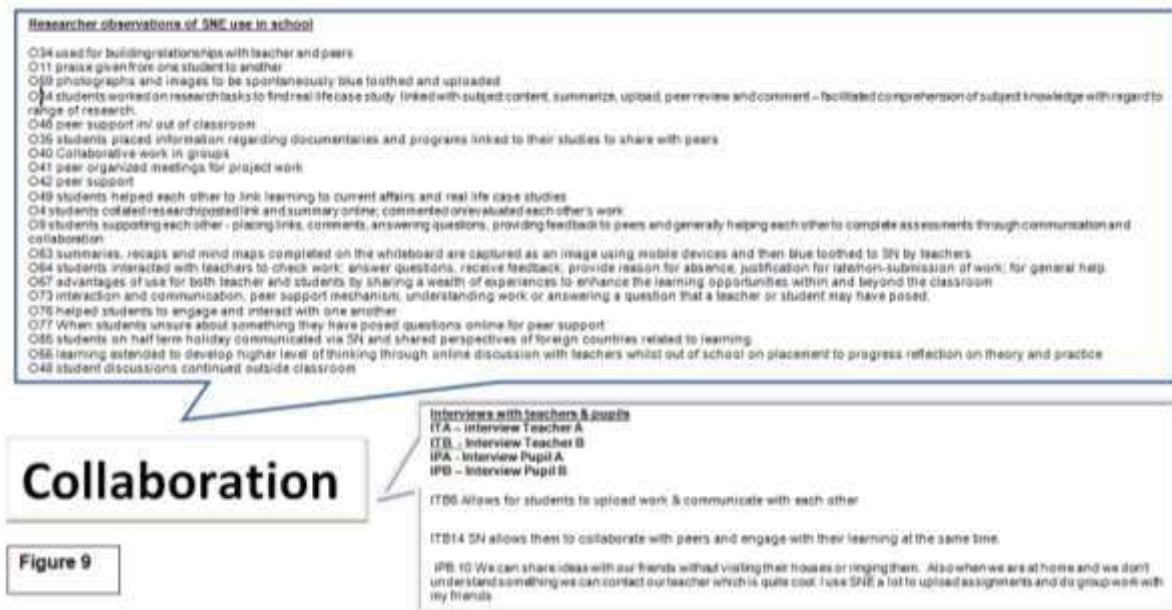 Researcher observations of SNE use in school
O34 used for building relationships with teacher and peers
O11 praise given from one student to another
O59 photographs and images to be spontaneously blue toothed and uploaded
students worked on research tasks to find real life case study linked with subject content, summarize, upload, peer review and comment – facilitated comprehension of subject knowledge with regard to
range of research.
O46 peer support in/ out of classroom
O35 students placed information regarding documentaries and programs linked to their studies to share with peers
O40 Collaborative work in groups
O41 peer organized meetings for project work
O42 peer support
O49 students helped each other to link learning to current affairs and real life case studies
O4 students collated research/posted link and summary online, commented on/evaluated each other's work
O9 students supporting each other - placing links, comments, answering questions, providing feedback to peers and generally helping each other to complete assessments through communication and
collaboration
O63 summaries, recaps and mind maps completed on the whiteboard are captured as an image using mobile devices and then blue toothed to SN by teachers
O64 students interacted with teachers to check work; answer questions, receive feedback; provide reason for absence, justification for late/non-submission of work; for general help.
O67 advantages of use for both teacher and students by sharing a wealth of experiences to enhance the learning opportunities within and beyond the classroom
O73 interaction and communication, peer support mechanism, understanding work or answering a question that a teacher or student may have posed.
O76 helped students to engage and interact with one another
O77 When students unsure about something they have posed questions online for peer support
O85 students on half term holiday communicated via SN and shared perspectives of foreign countries related to learning
O66 learning extended to develop higher level of thinking through online discussion with teachers whilst out of school on placement to progress reflection on theory and practice
O48 student discussions continued outside classroom
Collaboration
Figure 9
Interviews with teachers & pupils
ITA – interview Teacher A
ITB - Interview Teacher B
IPA - Interview Pupil A
IPB – Interview Pupil B
ITB6 Allows for students to upload work & communicate with each other
ITB14 SN allows them to collaborate with peers and engage with their learning at the same time.
IPB 10 We can share ideas with our friends without visiting their houses or ringing them. Also when we are at home and we don't
understand something we can contact our teacher which is quite cool. I use SNE a lot to upload assignments and do group work with
my friends